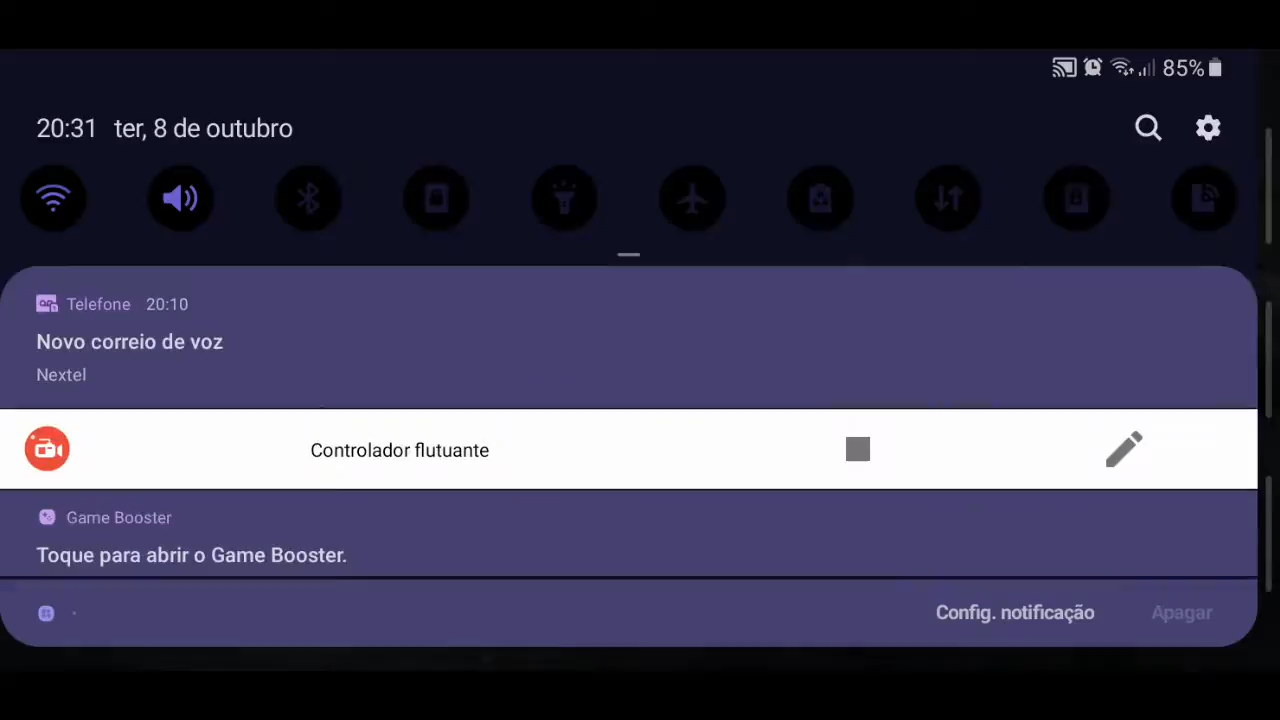 85%
20:31 ter, 8 de outubro
Telefone 20:10
Novo correio de voz
Nextel
Controlador flutuante
Game Booster
Toque para abrir o Game Booster.
Config. notificação Apagar